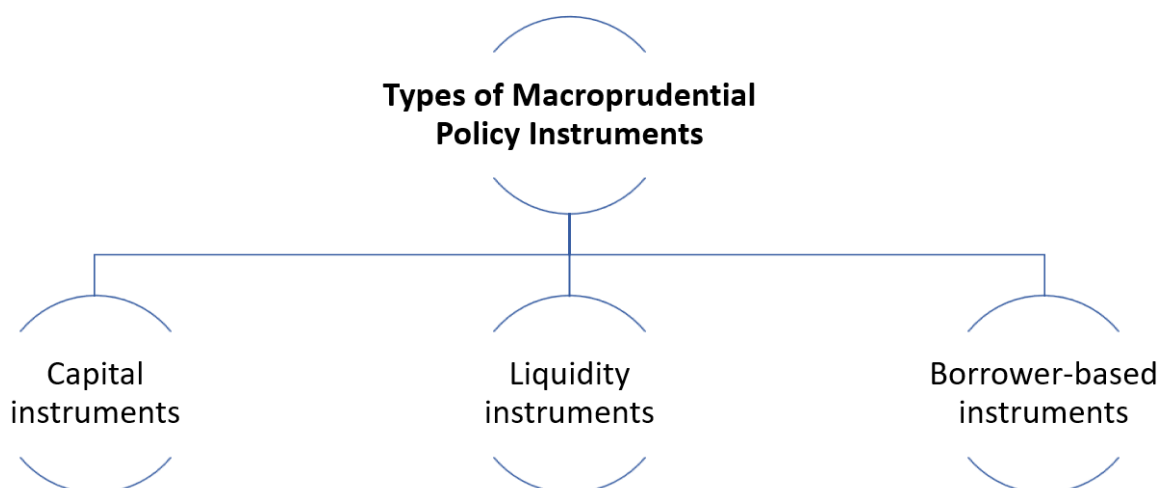 Types of Macroprudential
Policy Instruments
Capital
instruments
Liquidity
instruments
Borrower-based
instruments